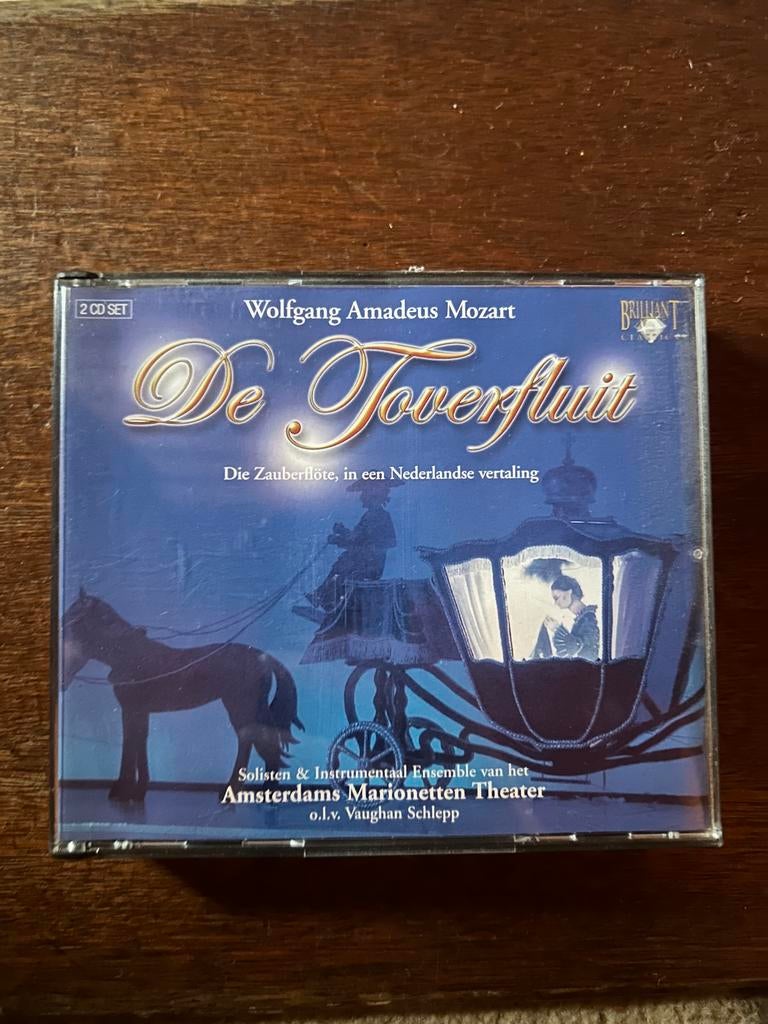 2 CD SET
Wolfgang Amadeus Mozart
BRILLIANT
CLASSICS
De Toverfluit
Die Zauberflöte, in een Nederlandse vertaling
Solisten & Instrumentaal Ensemble van het
Amsterdams Marionetten Theater
o.l.v. Vaughan Schlepp